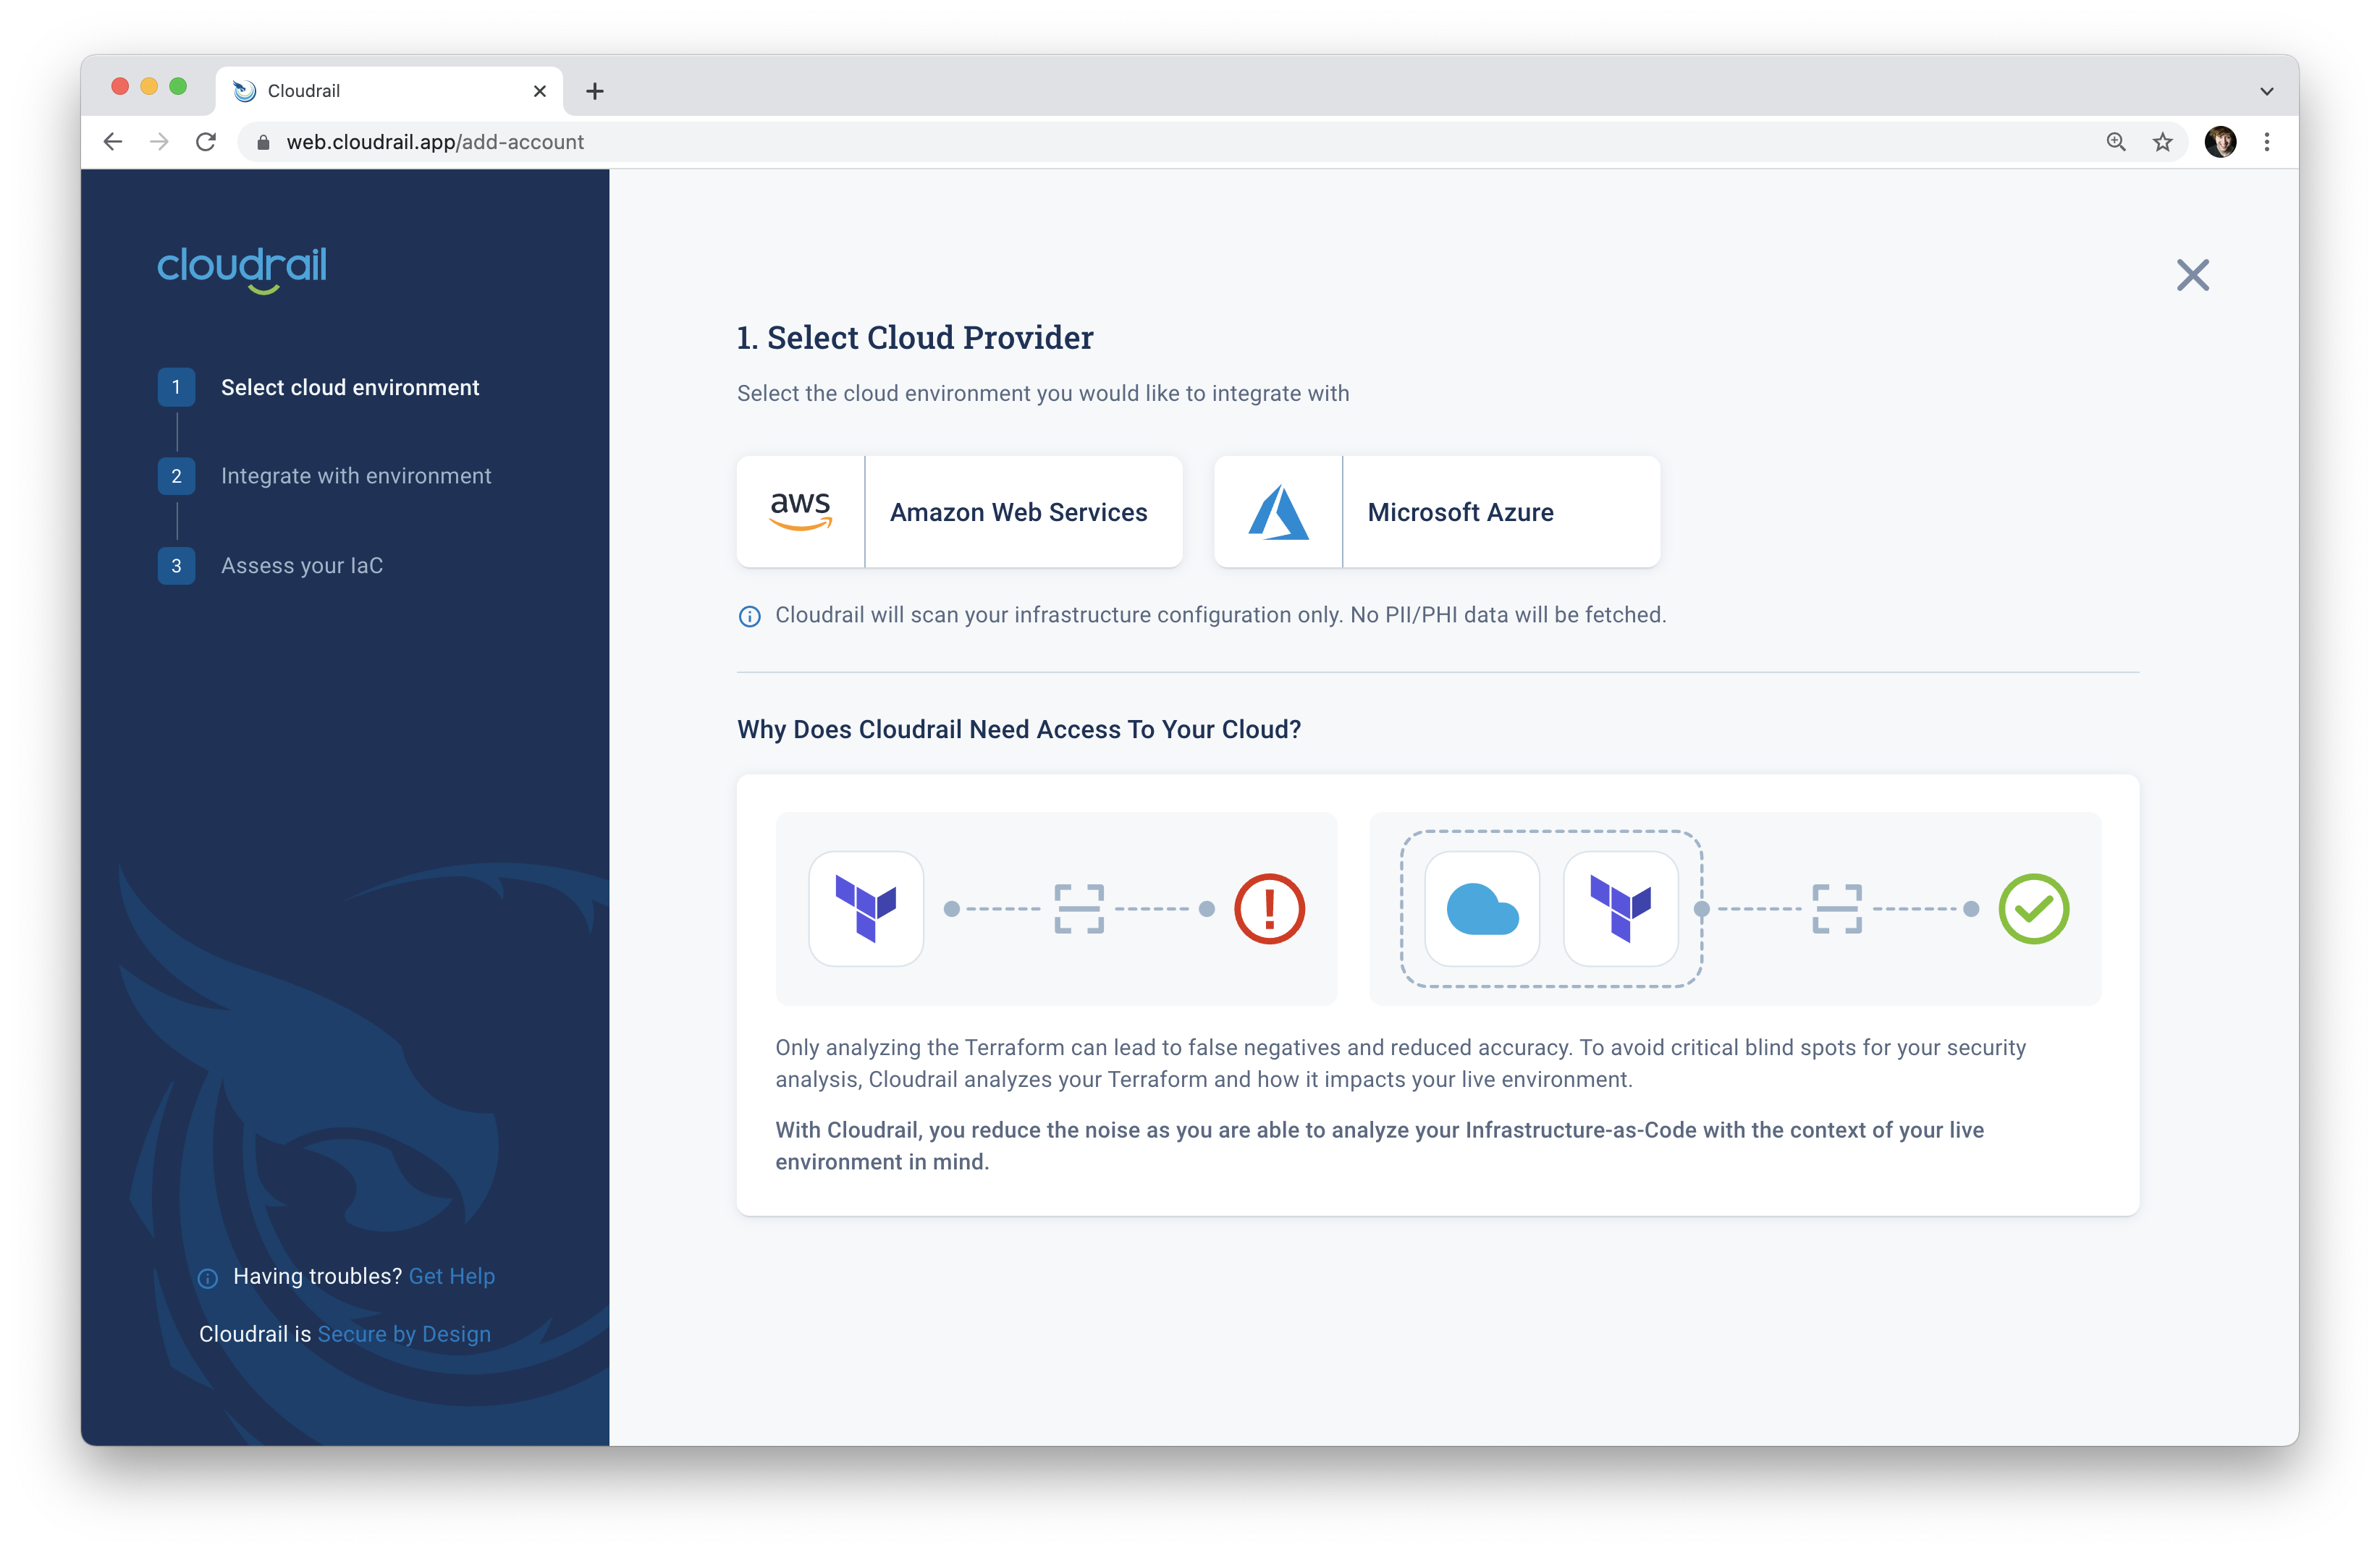 Cloudrail
web.cloudrail.app/add-account
cloudrail
1 Select cloud environment
2 Integrate with environment
3 Assess your IaC
Having troubles? Get Help
Cloudrail is Secure by Design
1. Select Cloud Provider
Select the cloud environment you would like to integrate with
aws Amazon Web Services
Microsoft Azure
Cloudrail will scan your infrastructure configuration only. No PII/PHI data will be fetched.
Why Does Cloudrail Need Access To Your Cloud?
Only analyzing the Terraform can lead to false negatives and reduced accuracy. To avoid critical blind spots for your security
analysis, Cloudrail analyzes your Terraform and how it impacts your live environment.
With Cloudrail, you reduce the noise as you are able to analyze your Infrastructure-as-Code with the context of your live
environment in mind.